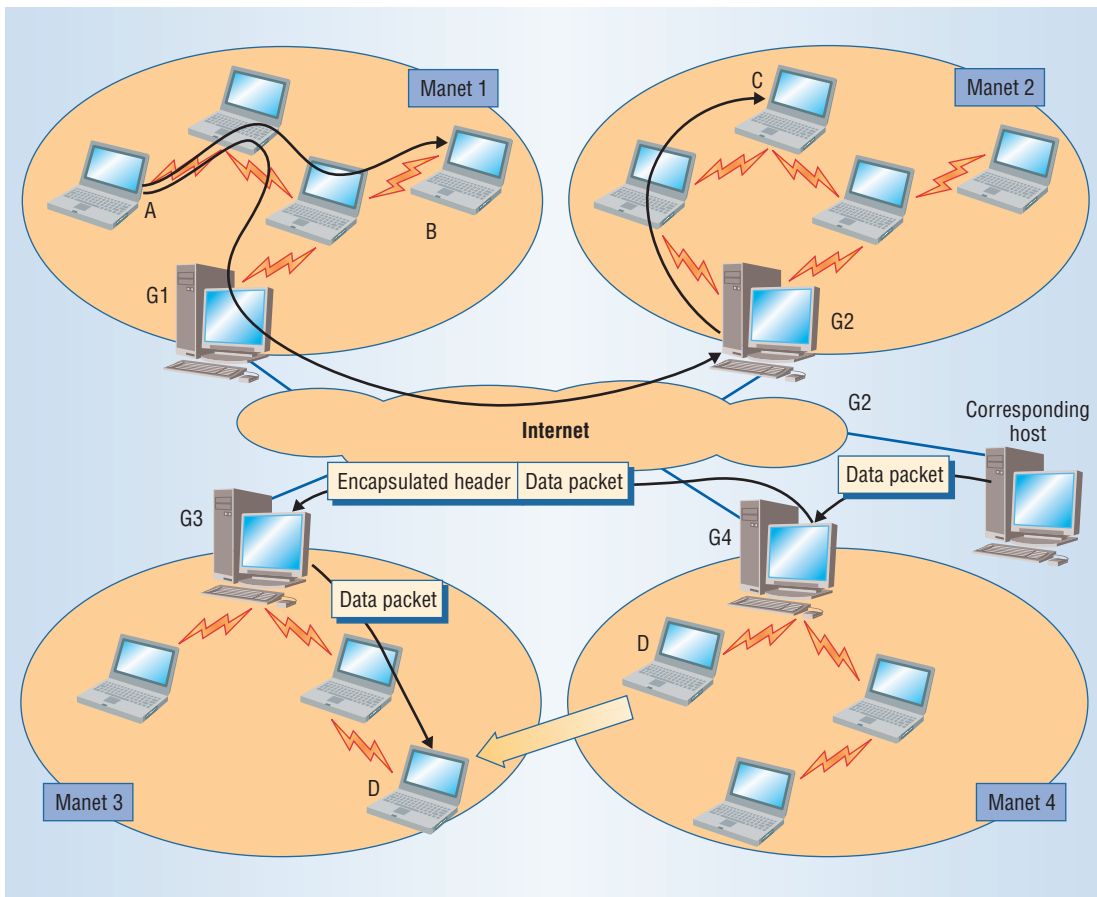 Manet 1
C
Manet 2
A
B
G1
G2
G2
Internet
Corresponding
host
Encapsulated header
Data packet
Data packet
G3
G4
Data packet
D
D
Manet 3
Manet 4